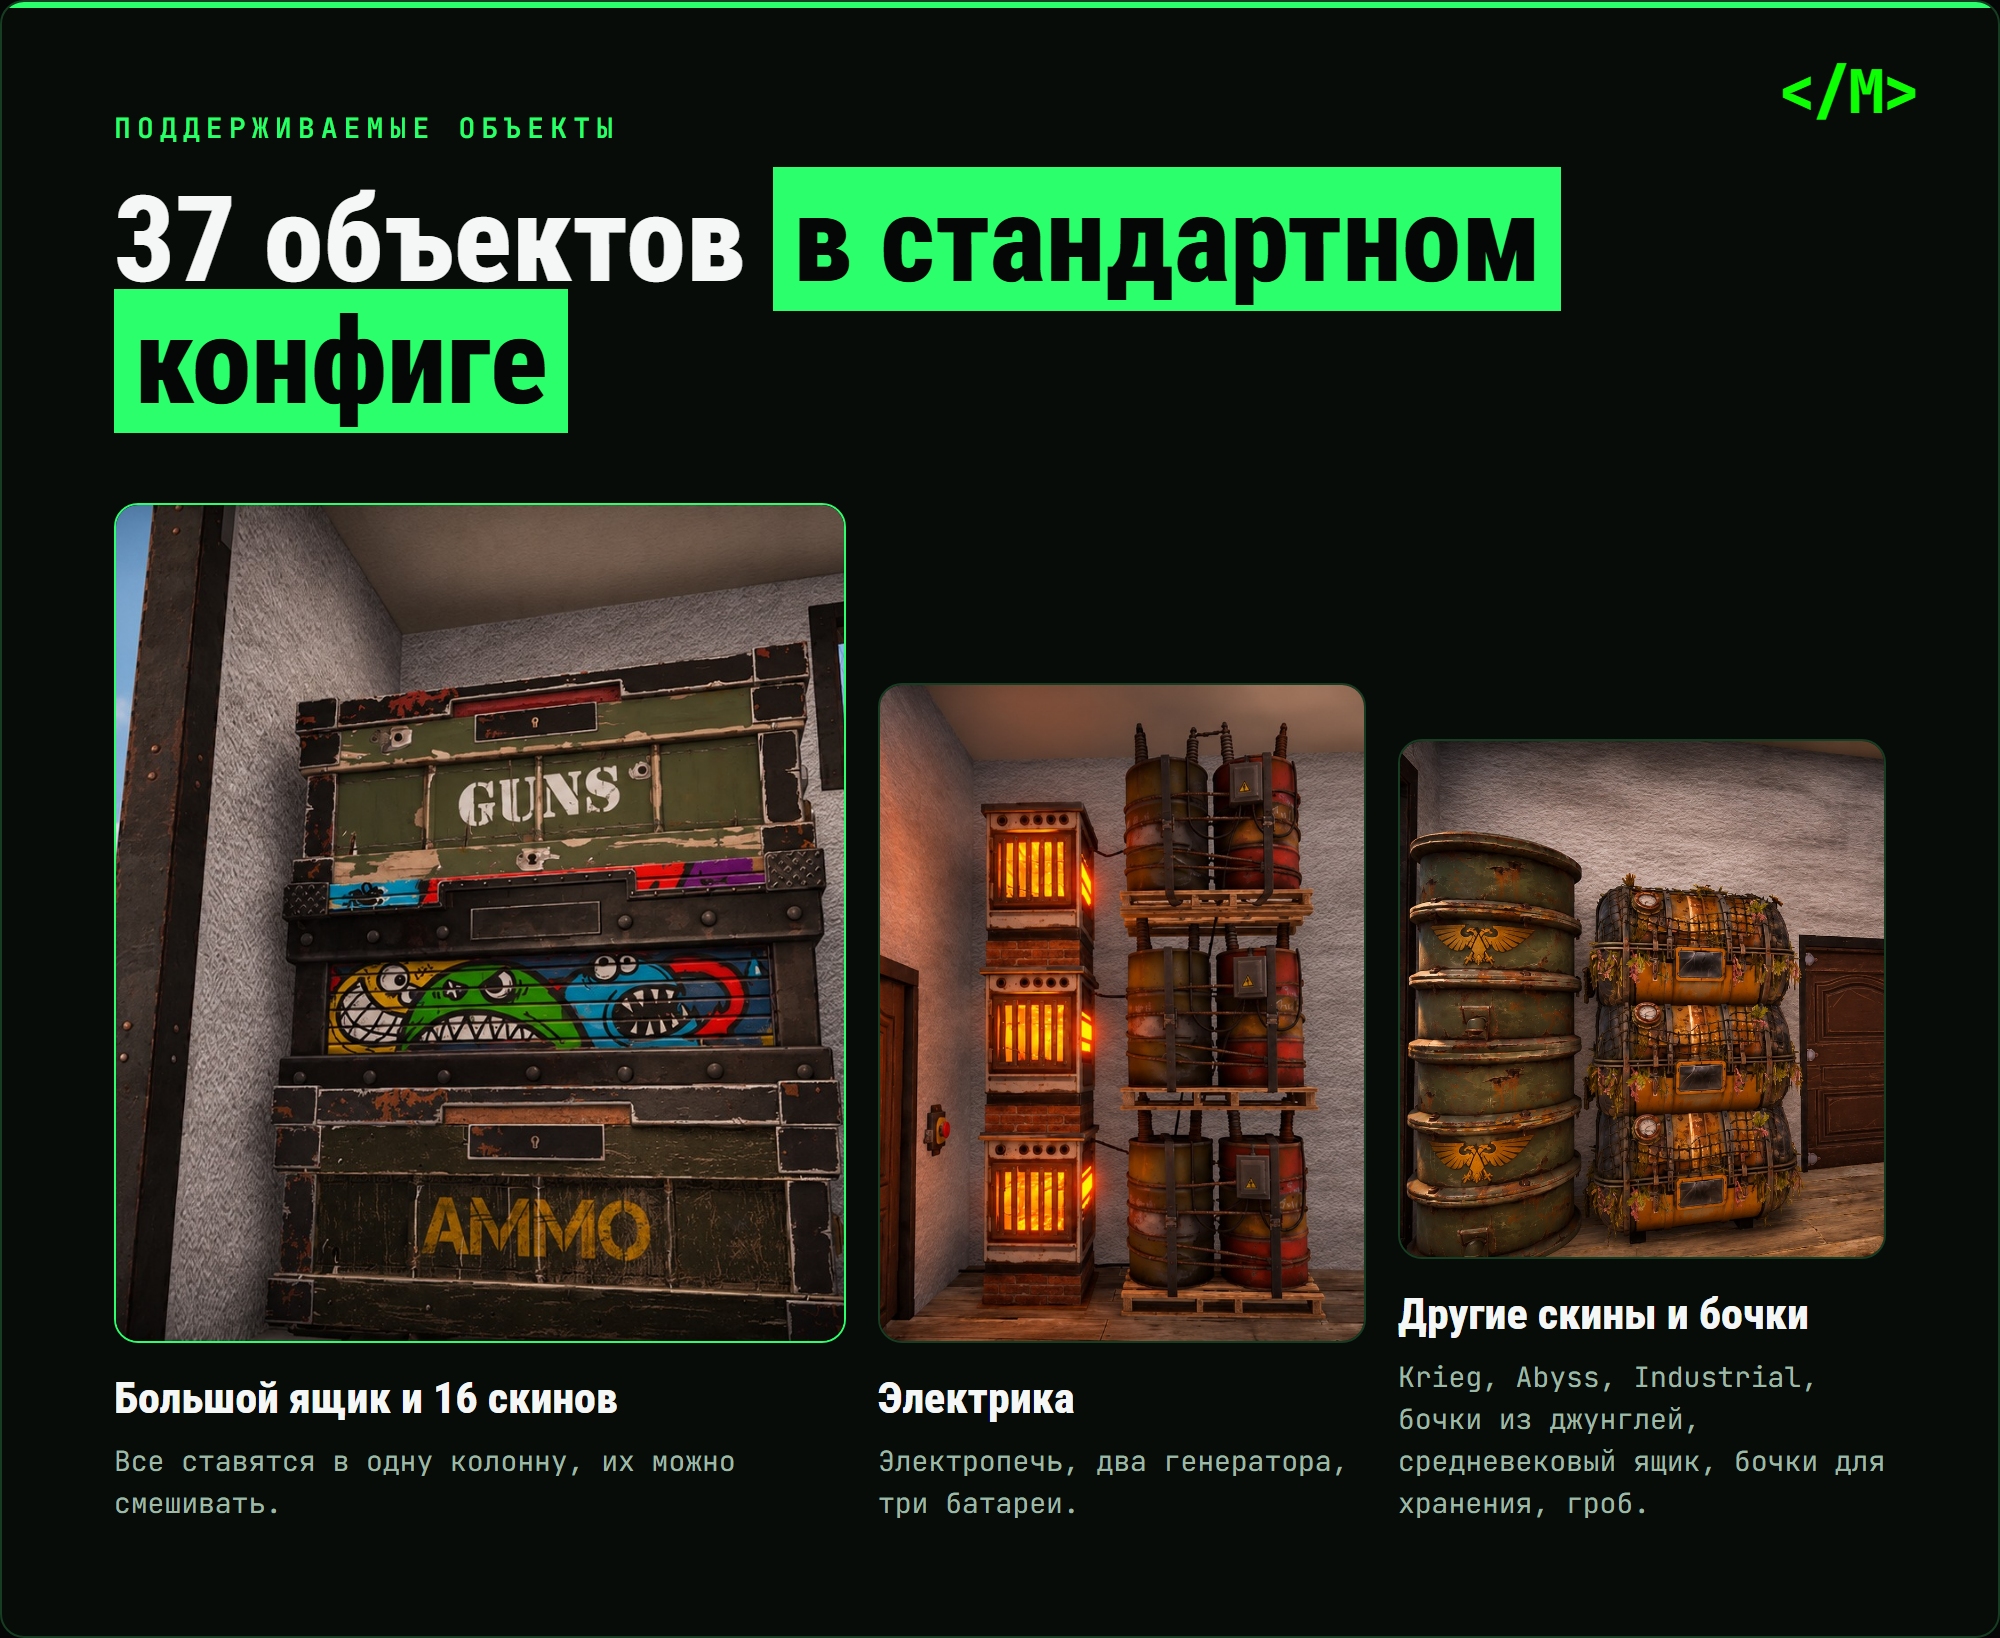 </M>
ПОДДЕРЖИВАЕМЫЕ ОБЪЕКТЫ
37 объектов в стандартном
конфиге
GUNS
AMMO
Большой ящик и 16 скинов
Все ставятся в одну колонну, их можно
смешивать.
Электрика
Электропечь, два генератора,
три батареи.
Другие скины и бочки
Krieg, Abyss, Industrial,
бочки из джунглей,
средневековый ящик, бочки для
хранения, гроб.